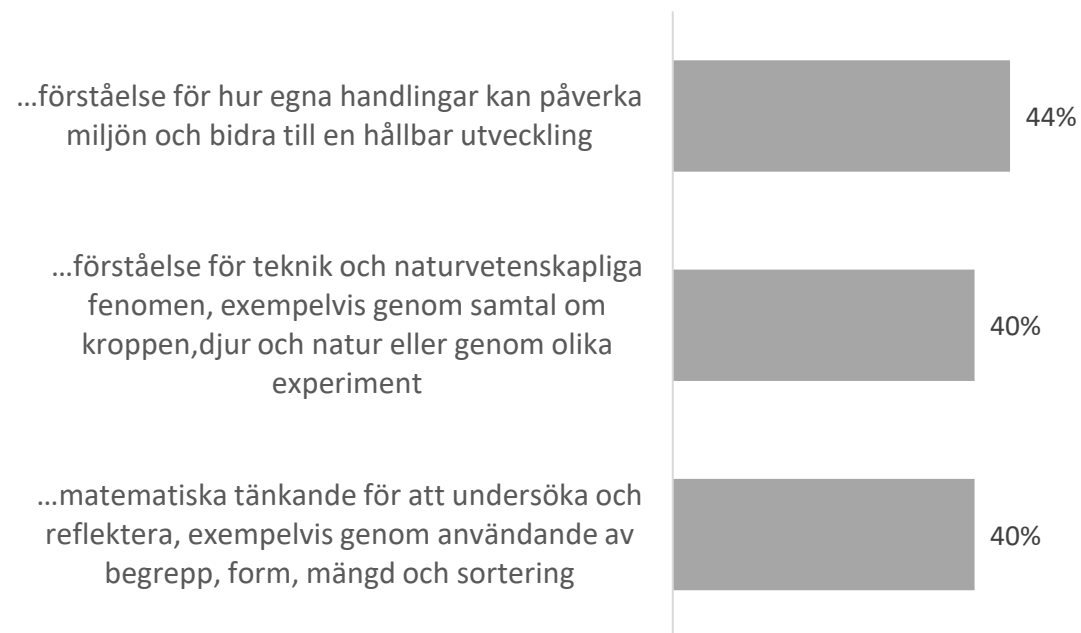 ...förståelse för hur egna handlingar kan påverka
miljön och bidra till en hållbar utveckling
44%
...förståelse för teknik och naturvetenskapliga
fenomen, exempelvis genom samtal om
kroppen,djur och natur eller genom olika
experiment
40%
...matematiska tänkande för att undersöka och
reflektera, exempelvis genom användande av
begrepp, form, mängd och sortering
40%